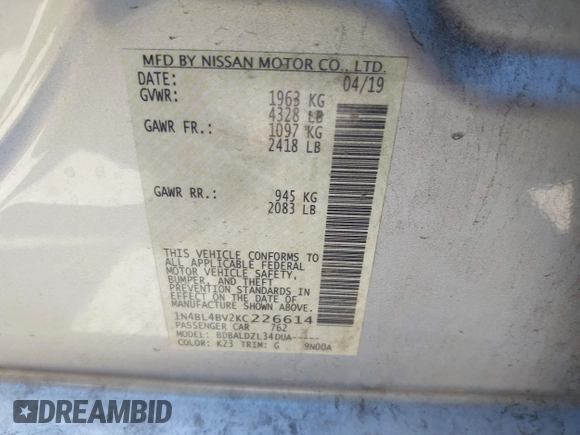 MFD BY NISSAN MOTOR CO., LTD.
DATE: 04/19
GVWR: 1963 KG
4328 LB
GAWR FR.: 1097 KG
2418 LB
GAWR RR.: 945 KG
2083 LB
THIS VEHICLE CONFORMS TO
ALL APPLICABLE FEDERAL
MOTOR VEHICLE SAFETY,
BUMPER, AND THEFT
PREVENTION STANDARDS IN
EFFECT ON THE DATE OF
MANUFACTURE SHOWN ABOVE.
1N4BL4BV2KC226614
PASSENGER CAR 762
MODEL: BDBALDZL34DUA-----
COLOR: K23 TRIM: G 9N00A
DREAMBID